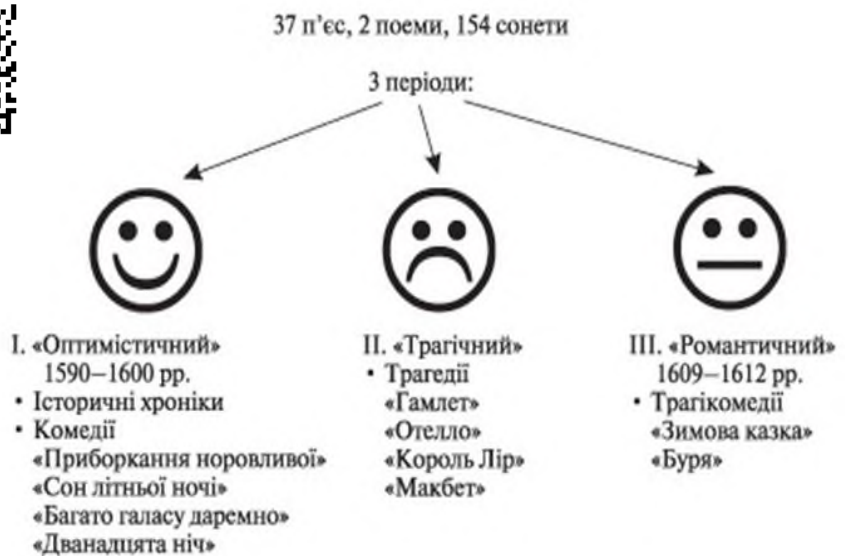 37 п’єс, 2 поеми, 154 сонети
3 періоди:
I. «Оптимістичний»
1590–1600 рр.
• Історичні хроніки
• Комедії
«Приборкання норовливої»
«Сон літньої ночі»
«Багато галасу даремно»
«Дванадцята ніч»
II. «Трагічний»
• Трагедії
«Гамлет»
«Отелло»
«Король Лір»
«Макбет»
III. «Романтичний»
1609–1612 рр.
• Трагікомедії
«Зимова казка»
«Буря»